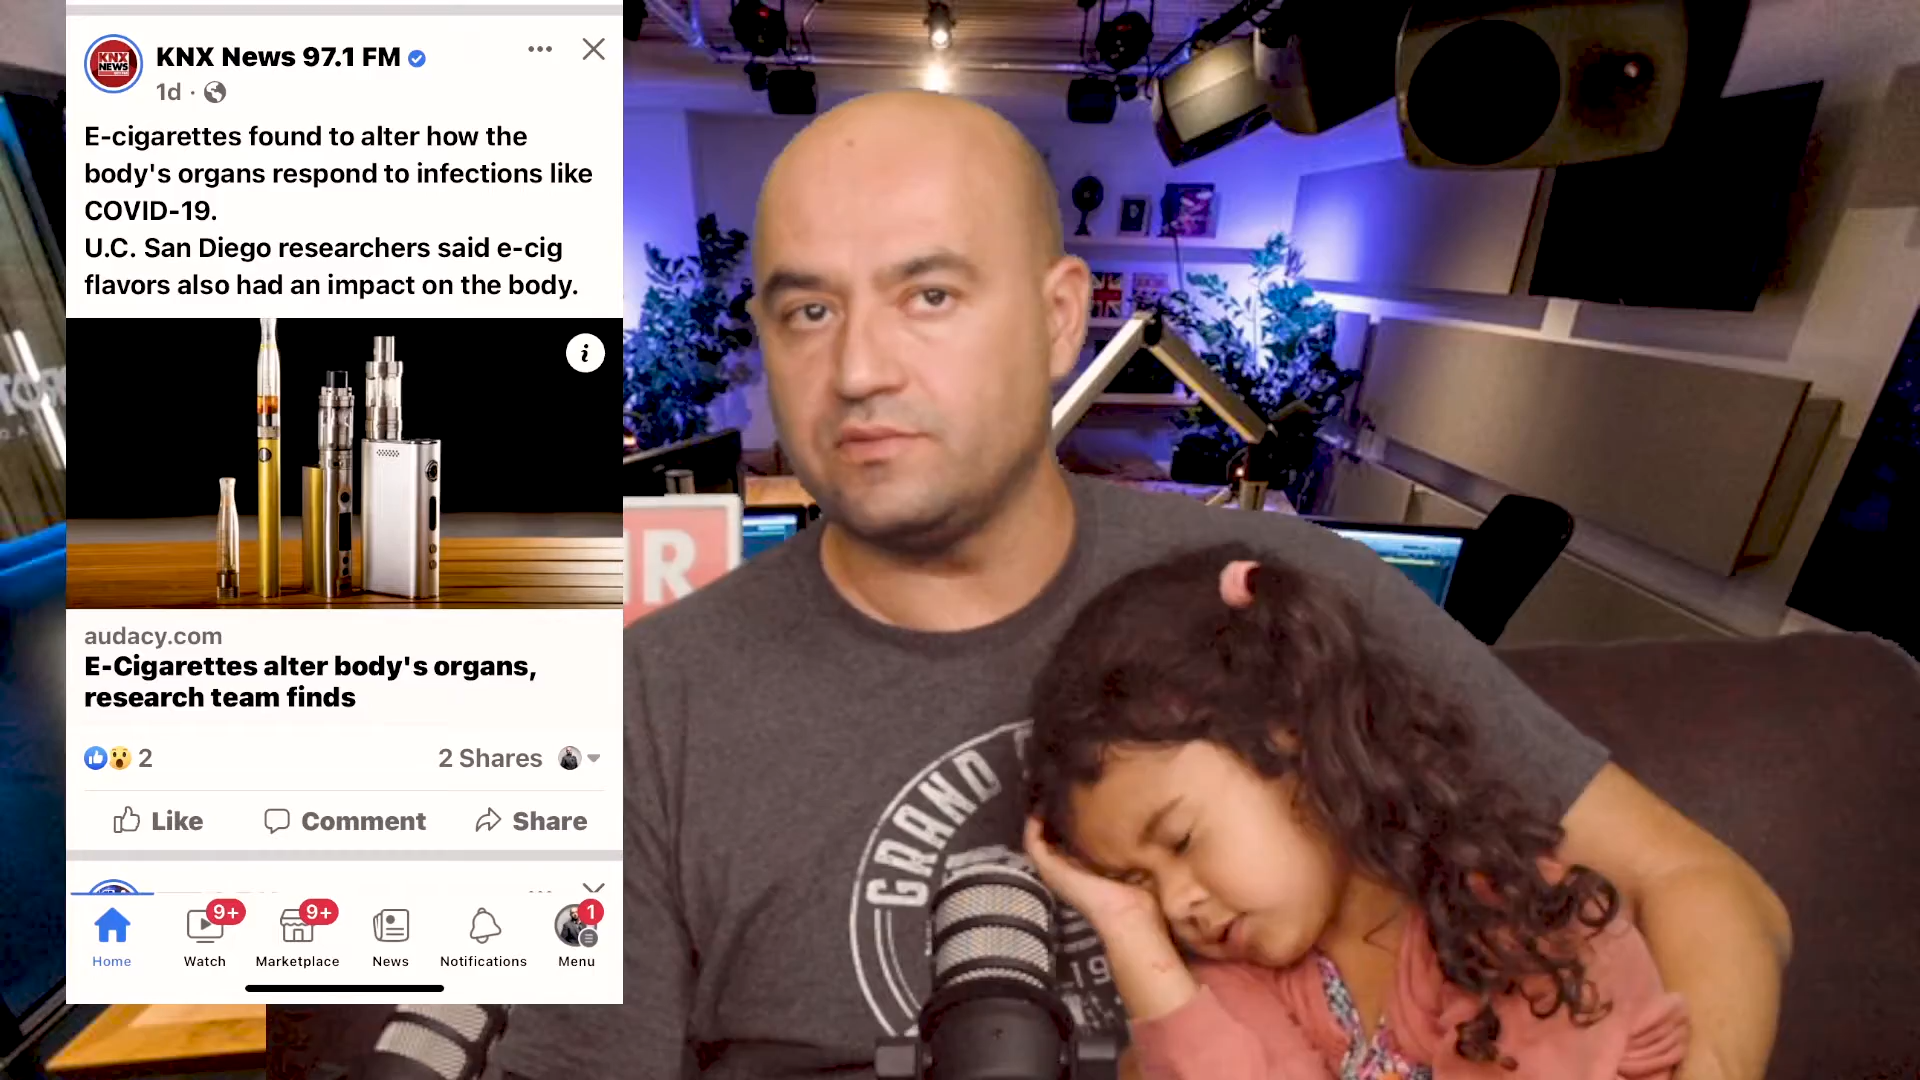 KNX News 97.1 FM
1d ·
E-cigarettes found to alter how the
body's organs respond to infections like
COVID-19.
U.C. San Diego researchers said e-cig
flavors also had an impact on the body.
i
audacy.com
E-Cigarettes alter body's organs,
research team finds
2
2 Shares
Like
Comment
Share
9+
9+
1
Home
Watch
Marketplace
News
Notifications
Menu
KNX
NEWS
R
GRAND
19